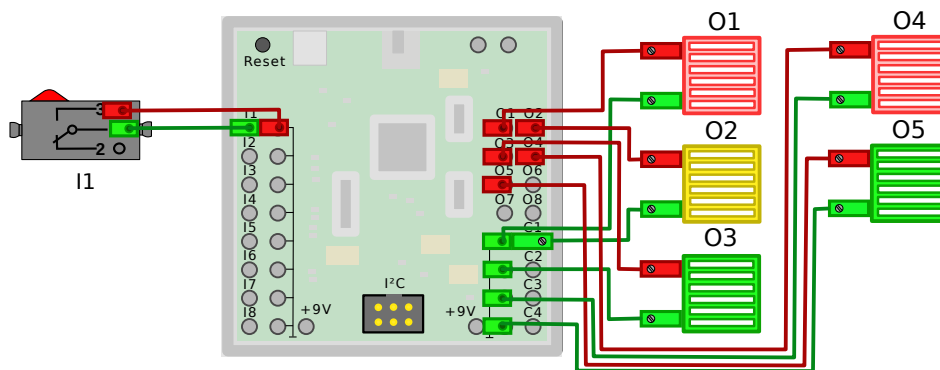 O1
O4
Reset
3
I1
O1 O2
I2
O3 O4
2
O2
O5
I3
O5 O6
I1
I4
O7 O8
I5
C1
O3
I6
C2
I7
I²C
C3
I8
+9V
+9V
C4